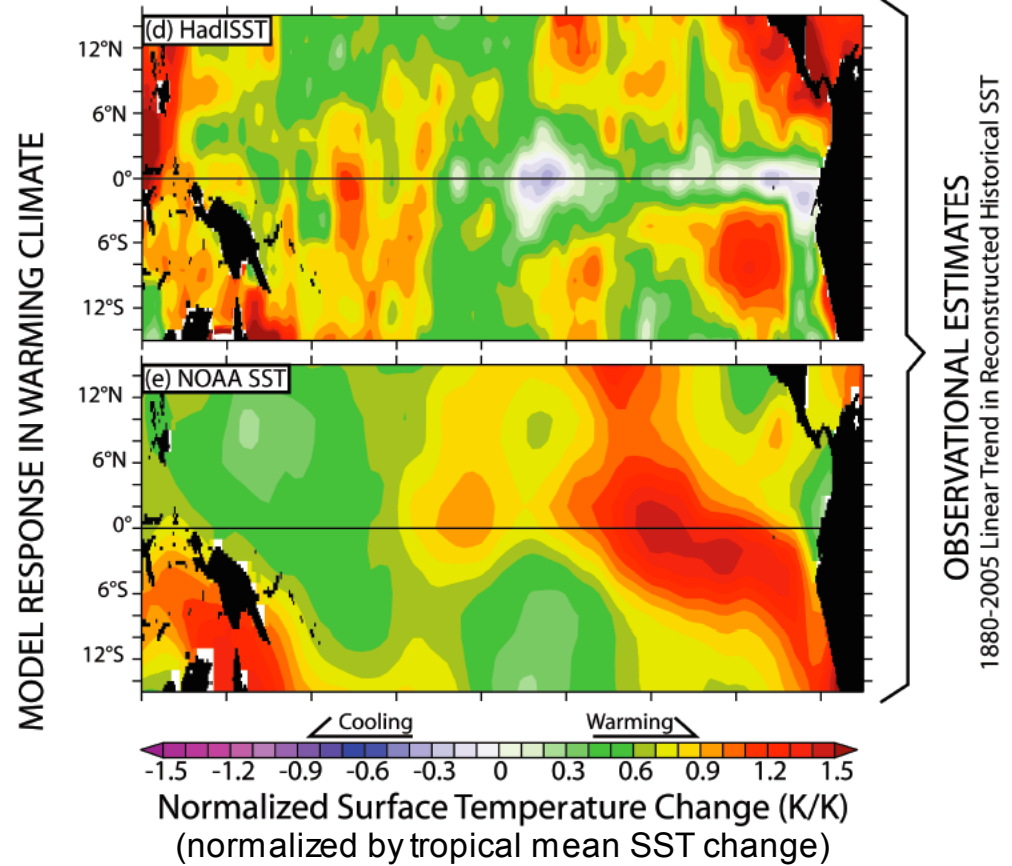 (d) HadISST
12°N
6°N
0°
6°S
12°S
(e) NOAA SST
12°N
6°N
0°
6°S
12°S
MODEL RESPONSE IN WARMING CLIMATE
OBSERVATIONAL ESTIMATES
1880-2005 Linear Trend in Reconstructed Historical SST
Cooling Warming
-1.5 -1.2 -0.9 -0.6 -0.3 0 0.3 0.6 0.9 1.2 1.5
Normalized Surface Temperature Change (K/K)
(normalized by tropical mean SST change)